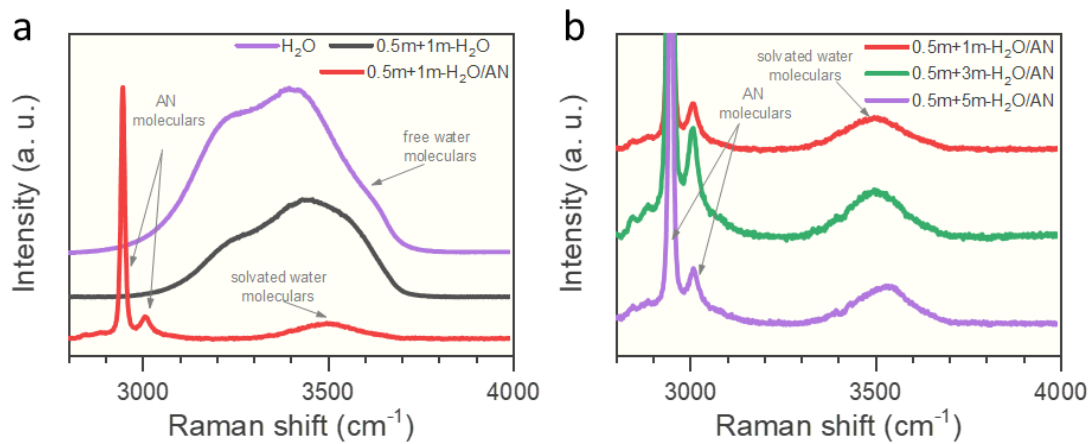 a
H₂O
0.5m+1m-H₂O
0.5m+1m-H₂O/AN
AN
moleculars
free water
moleculars
solvated water
moleculars
Intensity (a. u.)
3000
3500
4000
Raman shift (cm⁻¹)
b
solvated water
moleculars
0.5m+1m-H₂O/AN
0.5m+3m-H₂O/AN
0.5m+5m-H₂O/AN
AN
moleculars
Intensity (a. u.)
3000
3500
4000
Raman shift (cm⁻¹)